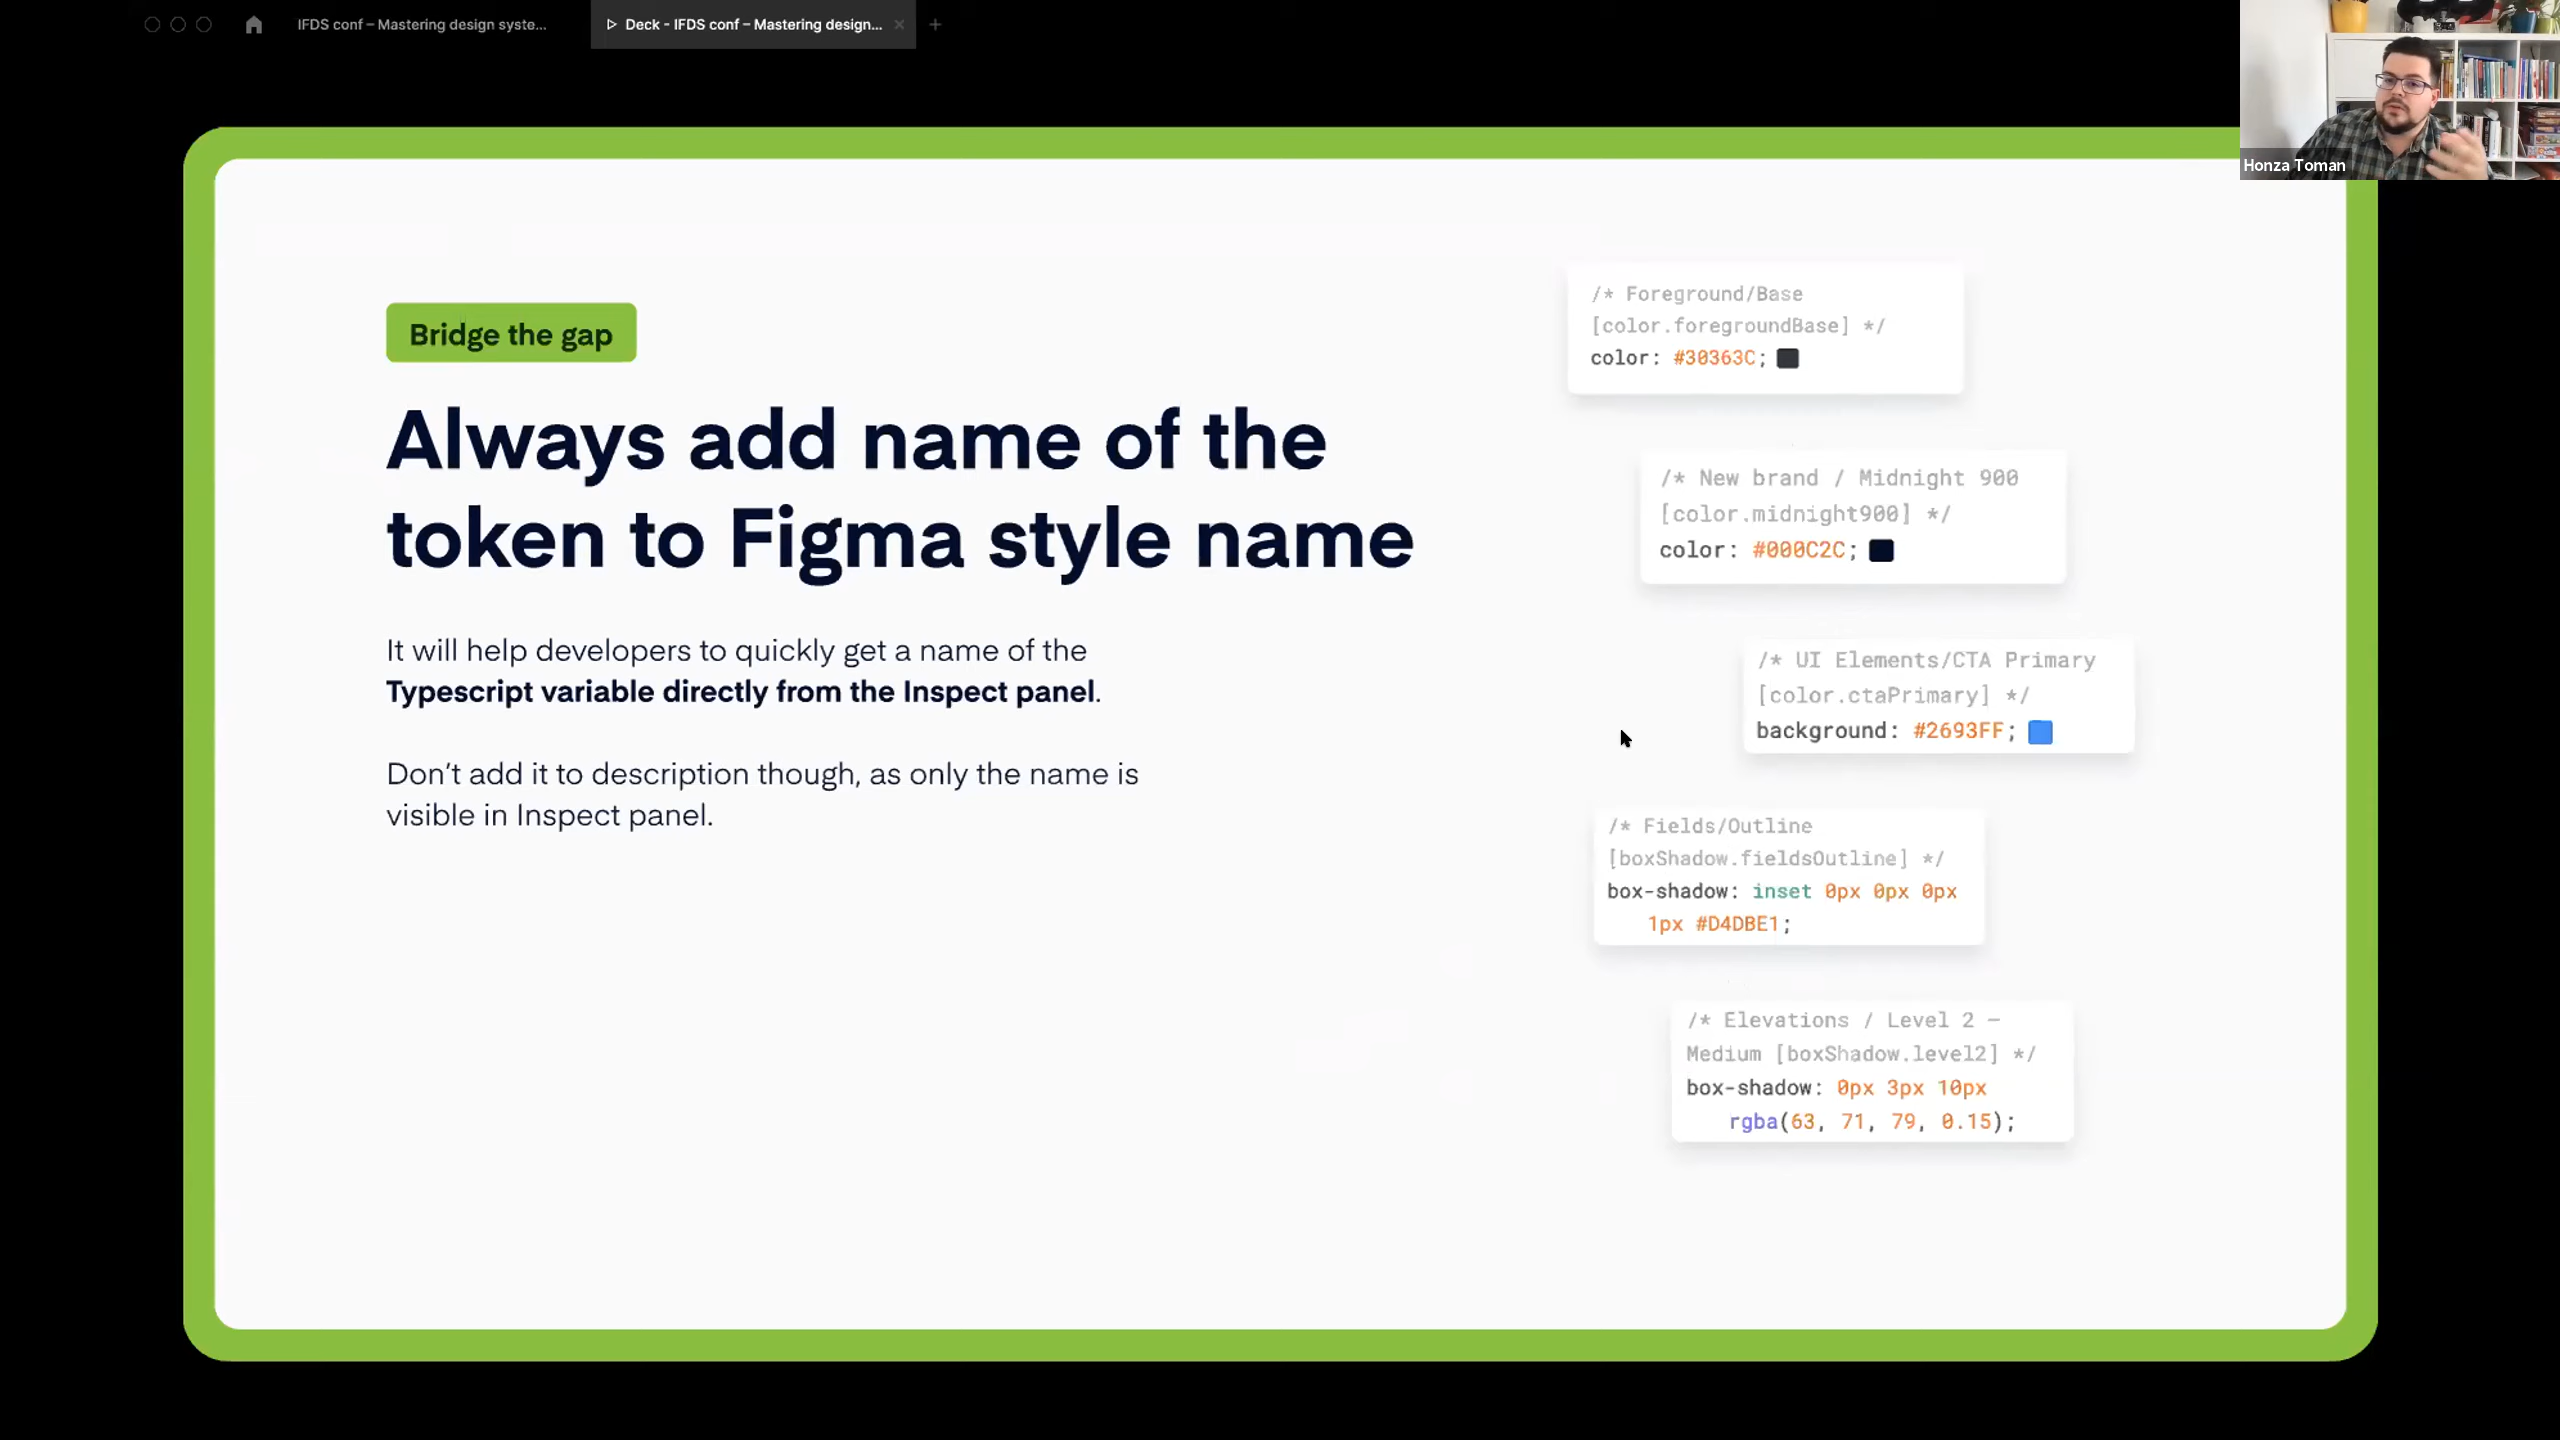 IFDS conf – Mastering design syste...
Deck - IFDS conf – Mastering design...
Honza Toman
Bridge the gap
Always add name of the
token to Figma style name
It will help developers to quickly get a name of the
Typescript variable directly from the Inspect panel.
Don’t add it to description though, as only the name is
visible in Inspect panel.
/* Foreground/Base
[color.foregroundBase] */
color: #30363C;
/* New brand / Midnight 900
[color.midnight900] */
color: #000C2C;
/* UI Elements/CTA Primary
[color.ctaPrimary] */
background: #2693FF;
/* Fields/Outline
[boxShadow.fieldsOutline] */
box-shadow: inset 0px 0px 0px
1px #D4DBE1;
/* Elevations / Level 2 –
Medium [boxShadow.level2] */
box-shadow: 0px 3px 10px
rgba(63, 71, 79, 0.15);